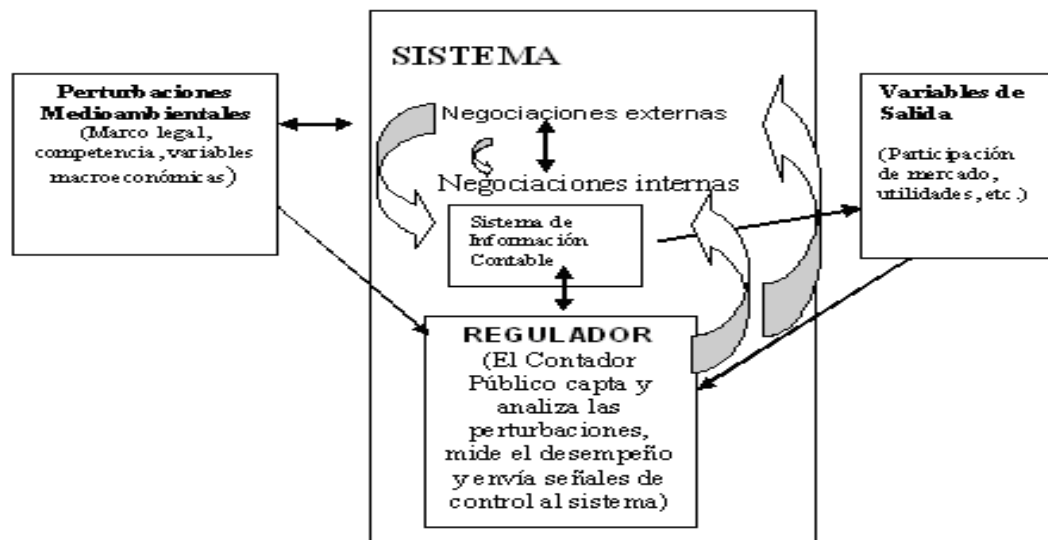 SISTEMA
Perturbaciones
Medioambientales
(Marco legal,
competencia, variables
macroeconómicas)
Negociaciones externas
Negociaciones internas
Sistema de
Información
Contable
Variables de
Salida
(Participación
de mercado,
utilidades, etc.)
REGULADOR
(El Contador
Público capta y
analiza las
perturbaciones,
mide el desempeño
y envía señales de
control al sistema)